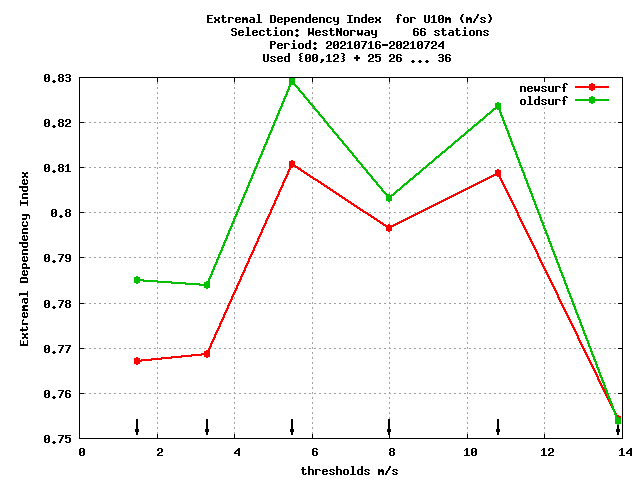 Extremal Dependency Index  for U10m (m/s)
Selection: WestNorway     66 stations
Period: 20210716-20210724
Used {00,12} + 25 26 ... 36
newsurf
oldsurf
0.83
0.82
0.81
0.8
0.79
0.78
0.77
0.76
0.75
Extremal Dependency Index
0 2 4 6 8 10 12 14
thresholds m/s